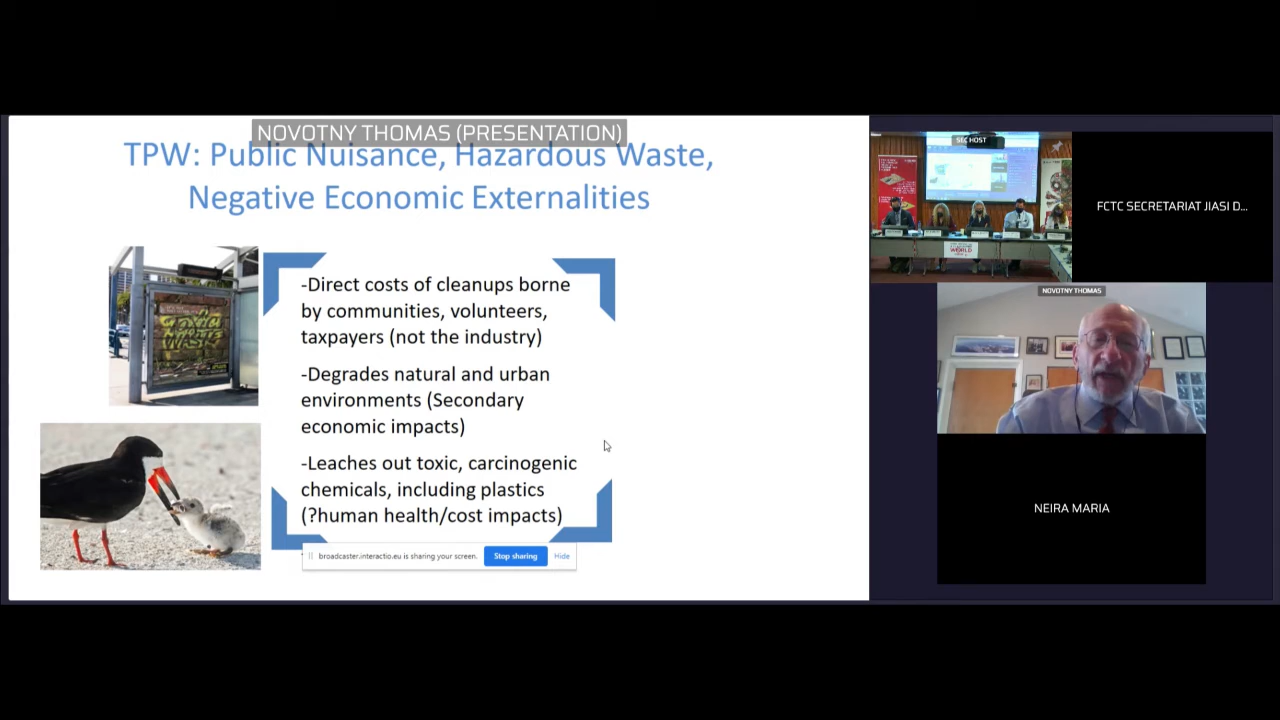 NOVOTNY THOMAS (PRESENTATION)
TPW: Public Nuisance, Hazardous Waste,
Negative Economic Externalities
TOXIC
WASTE
-Direct costs of cleanups borne
by communities, volunteers,
taxpayers (not the industry)
-Degrades natural and urban
environments (Secondary
economic impacts)
-Leaches out toxic, carcinogenic
chemicals, including plastics
(?human health/cost impacts)
broadcaster.interactio.eu is sharing your screen.
Stop sharing
Hide
SEC HOST
WORLD
FCTC SECRETARIAT JIASI D...
NOVOTNY THOMAS
NEIRA MARIA